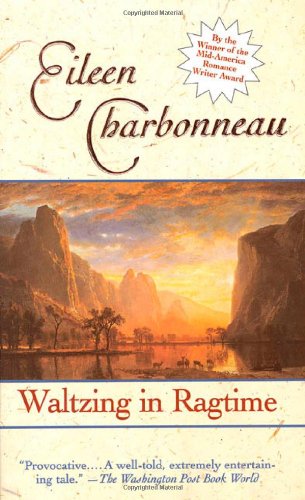 Eileen
Charbonneau
By the
Winner of the
Mid-America
Romance
Writer Award
Waltzing in Ragtime
"Provocative.... A well-told, extremely entertain-
ing tale." —The Washington Post Book World